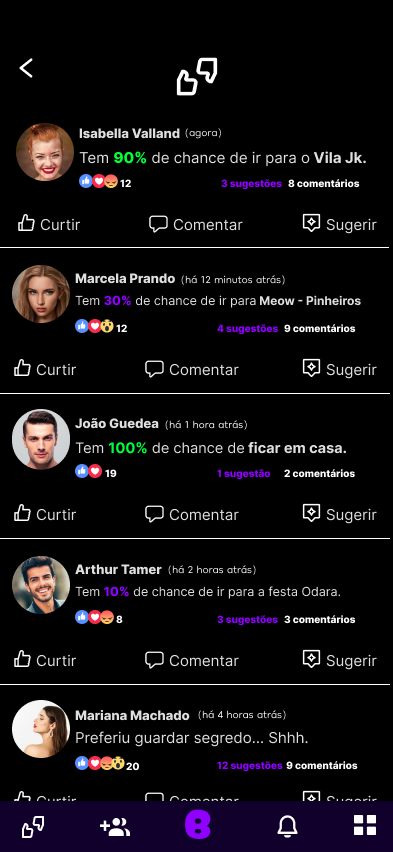 Isabella Valland (agora)
Tem 90% de chance de ir para o Vila Jk.
12 3 sugestões 8 comentários
Curtir Comentar Sugerir
Marcela Prando (há 12 minutos atrás)
Tem 30% de chance de ir para Meow - Pinheiros
12 4 sugestões 9 comentários
Curtir Comentar Sugerir
João Guedea (há 1 hora atrás)
Tem 100% de chance de ficar em casa.
19 1 sugestão 2 comentários
Curtir Comentar Sugerir
Arthur Tamer (há 2 horas atrás)
Tem 10% de chance de ir para a festa Odara.
8 3 sugestões 3 comentários
Curtir Comentar Sugerir
Mariana Machado (há 4 horas atrás)
Preferiu guardar segredo... Shhh.
20 12 sugestões 9 comentários
Curtir Comentar Sugerir
8